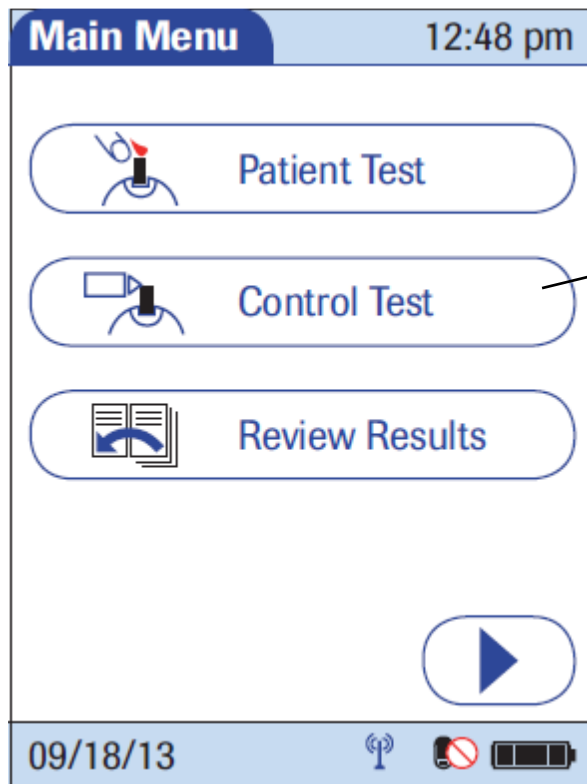 Main Menu 12:48 pm
Patient Test
Control Test
Review Results
09/18/13